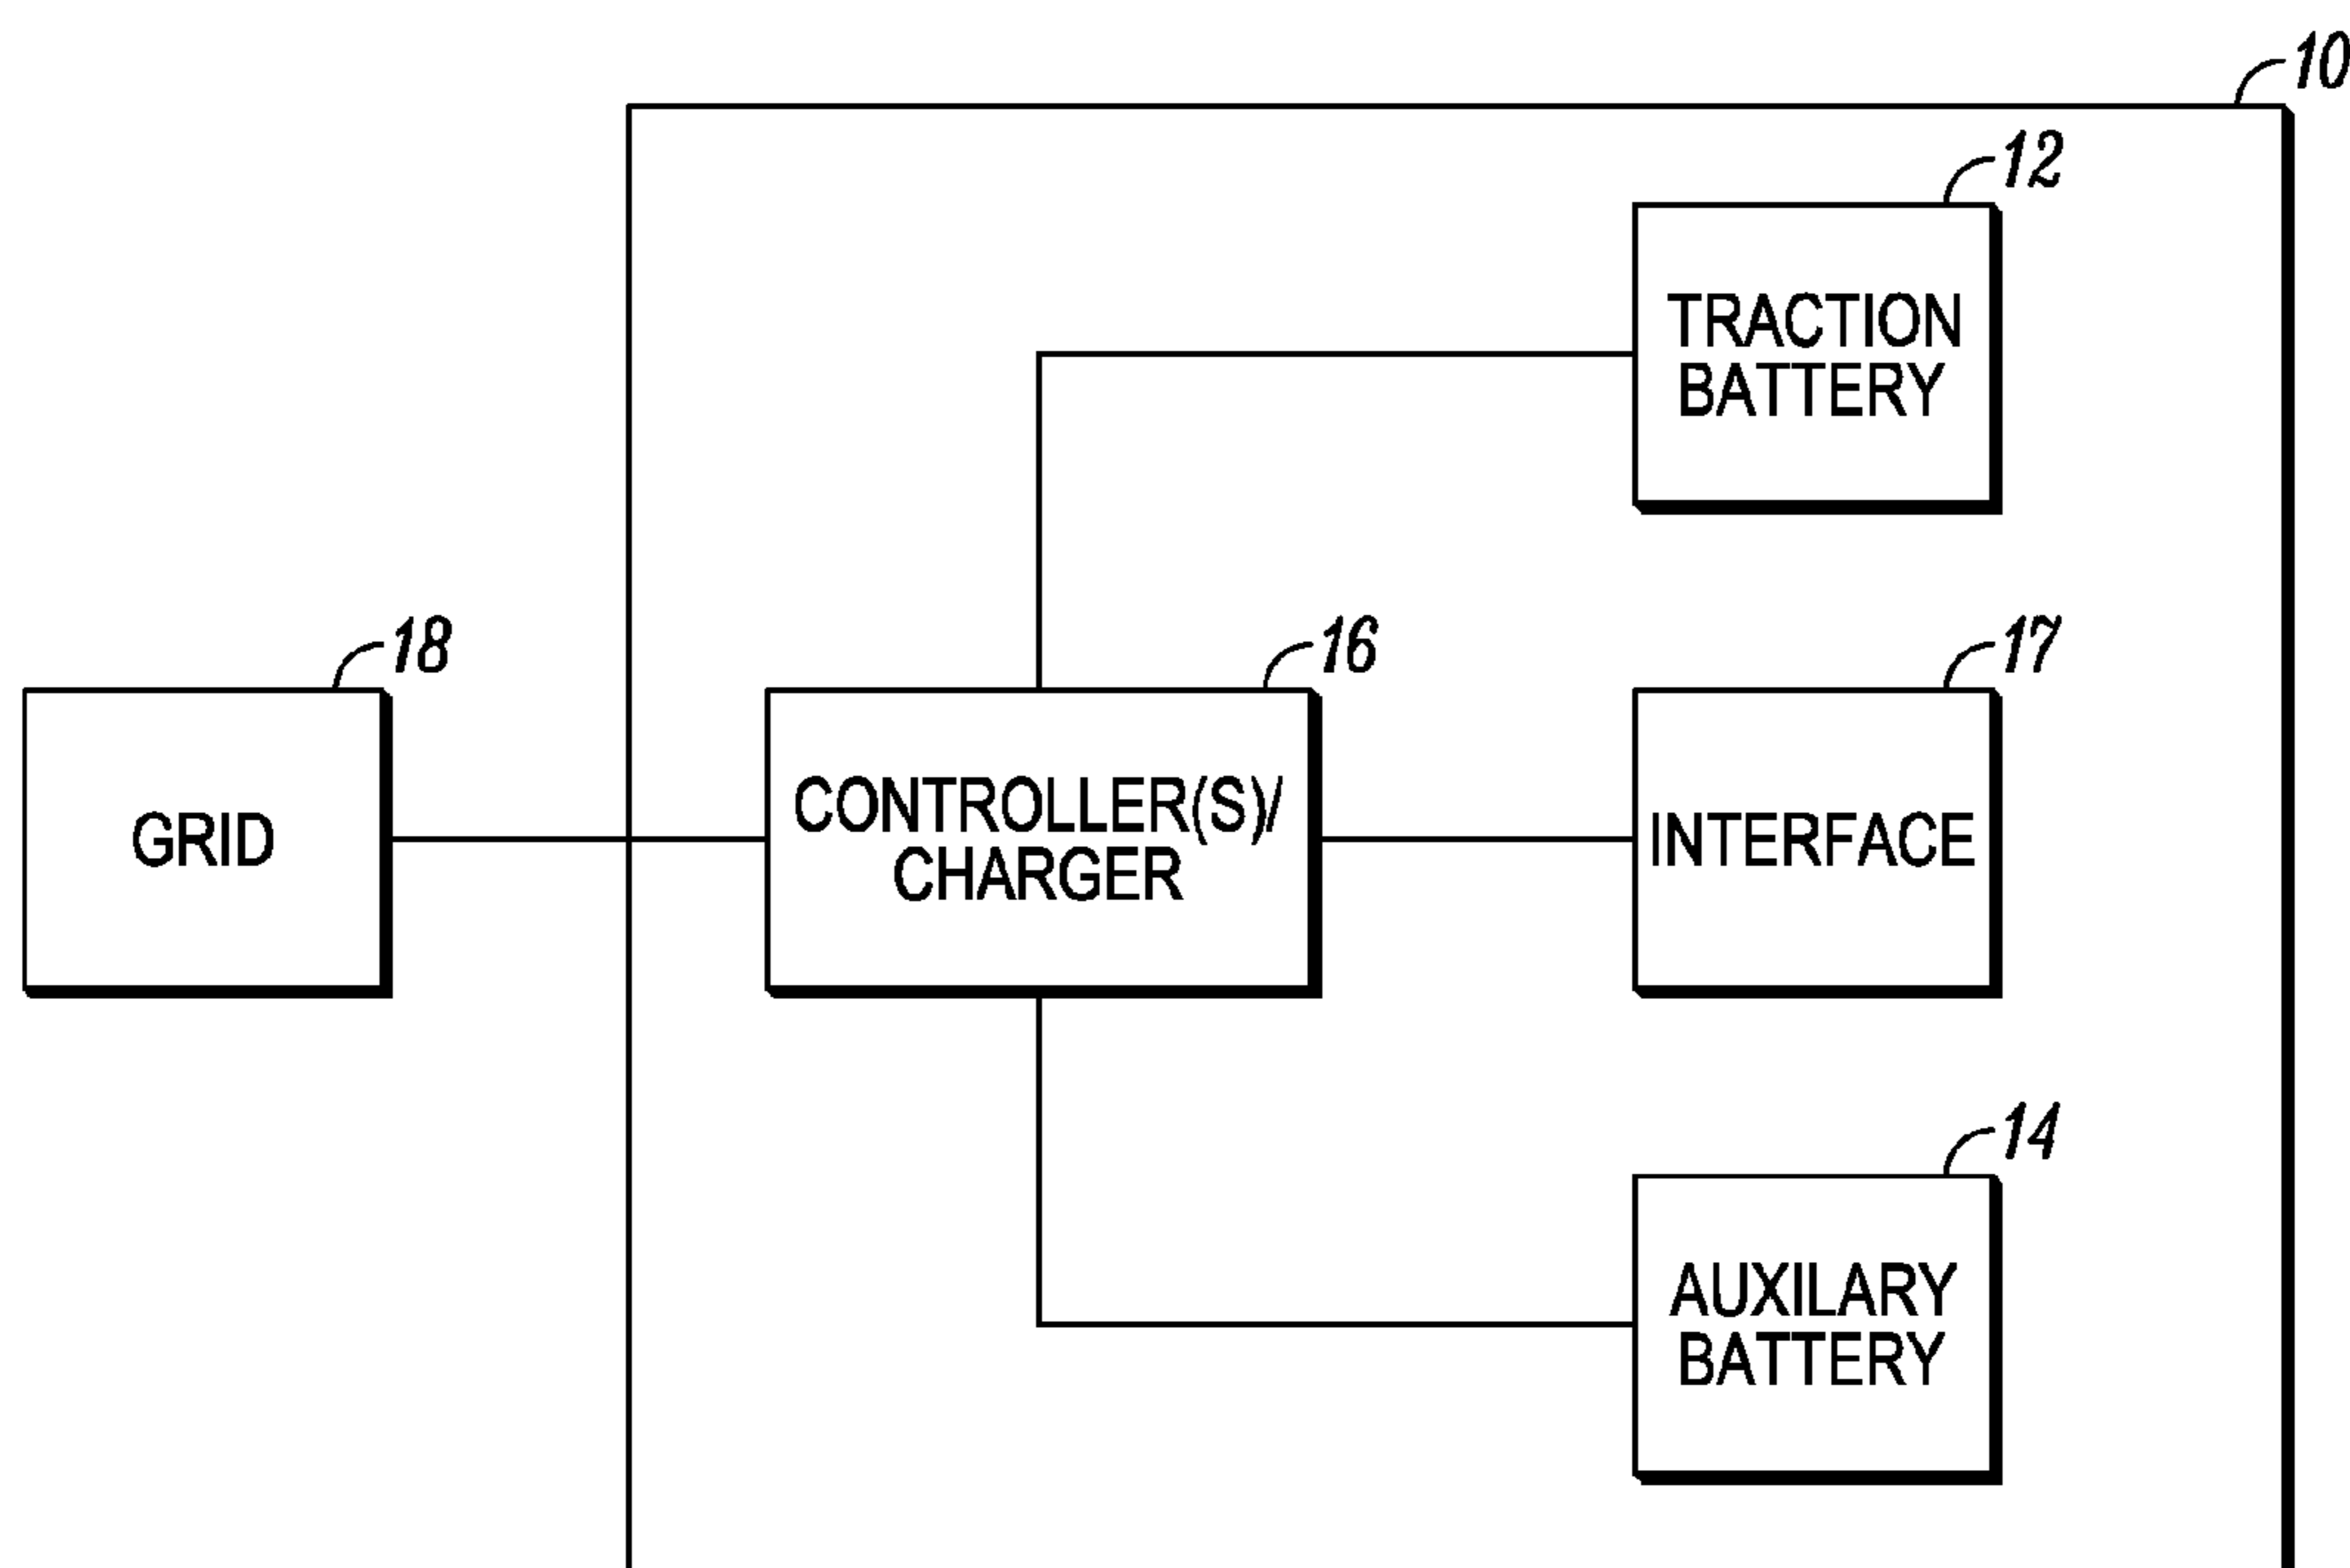 10
12
TRACTION
BATTERY
18
16
17
GRID
CONTROLLER(S)/
CHARGER
INTERFACE
14
AUXILARY
BATTERY